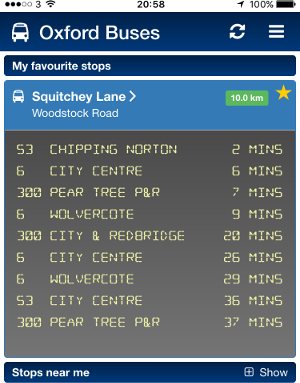 3 20:58 100%
Oxford Buses
My favourite stops
Squitchey Lane 10.0 km
Woodstock Road
S3 CHIPPING NORTON 2 MINS
6 CITY CENTRE 6 MINS
300 PEAR TREE P&R 7 MINS
6 WOLVERCOTE 9 MINS
300 CITY & REDBRIDGE 20 MINS
6 CITY CENTRE 26 MINS
6 WOLVERCOTE 29 MINS
S3 CITY CENTRE 36 MINS
300 PEAR TREE P&R 37 MINS
Stops near me Show